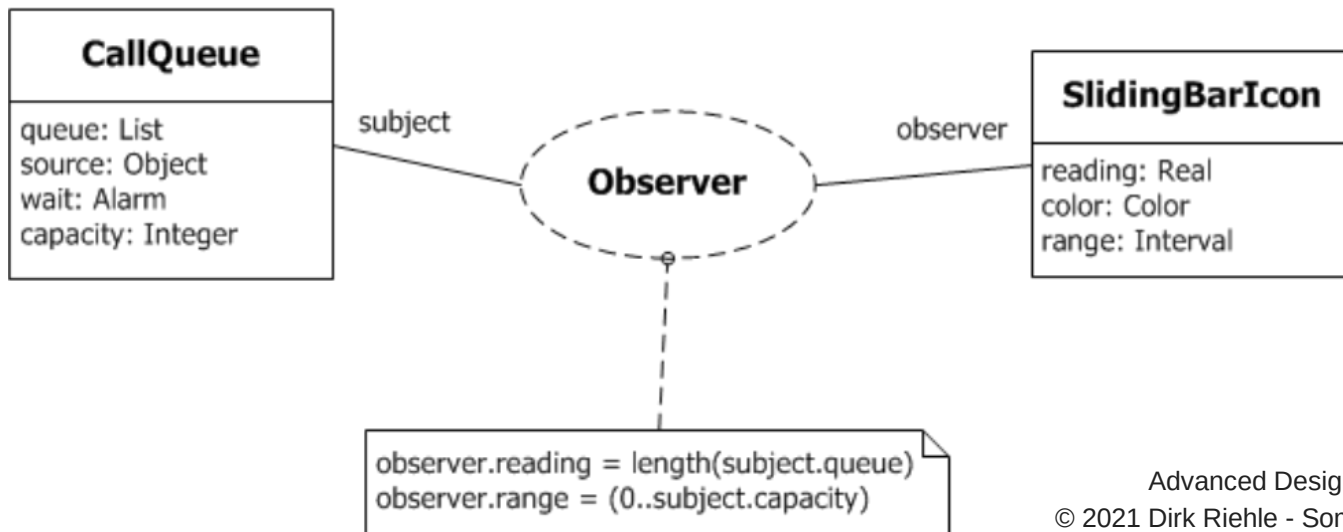 CallQueue
queue: List
source: Object
wait: Alarm
capacity: Integer
subject
Observer
observer
SlidingBarIcon
reading: Real
color: Color
range: Interval
observer.reading = length(subject.queue)
observer.range = (0..subject.capacity)
Advanced Desig
© 2021 Dirk Riehle - Som